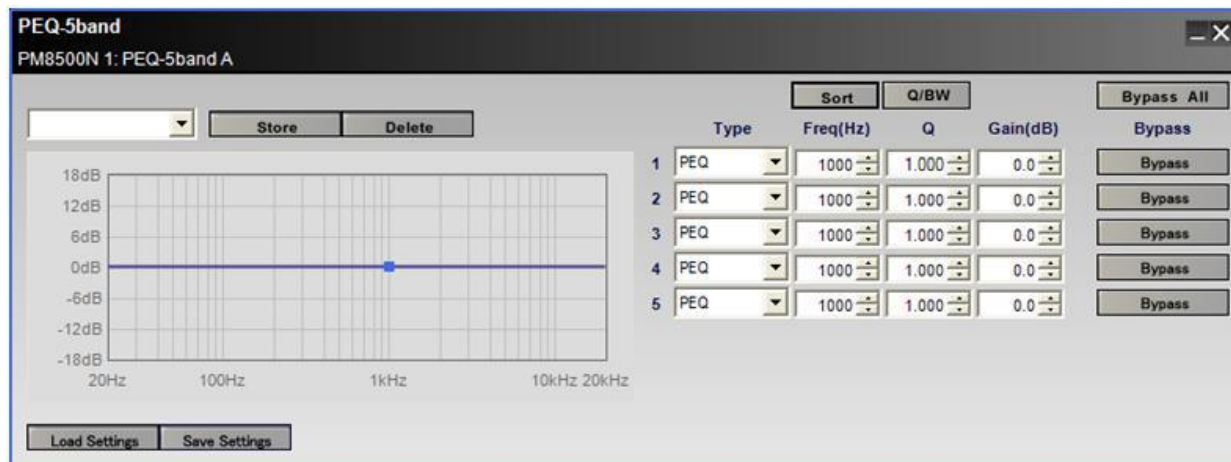 PEQ-5band
PM8500N 1: PEQ-5band A
Sort Q/BW Bypass All
Store Delete
Type Freq(Hz) Q Gain(dB) Bypass
1 PEQ 1000 1.000 0.0 Bypass
2 PEQ 1000 1.000 0.0 Bypass
3 PEQ 1000 1.000 0.0 Bypass
4 PEQ 1000 1.000 0.0 Bypass
5 PEQ 1000 1.000 0.0 Bypass
18dB
12dB
6dB
0dB
-6dB
-12dB
-18dB
20Hz 100Hz 1kHz 10kHz 20kHz
Load Settings Save Settings